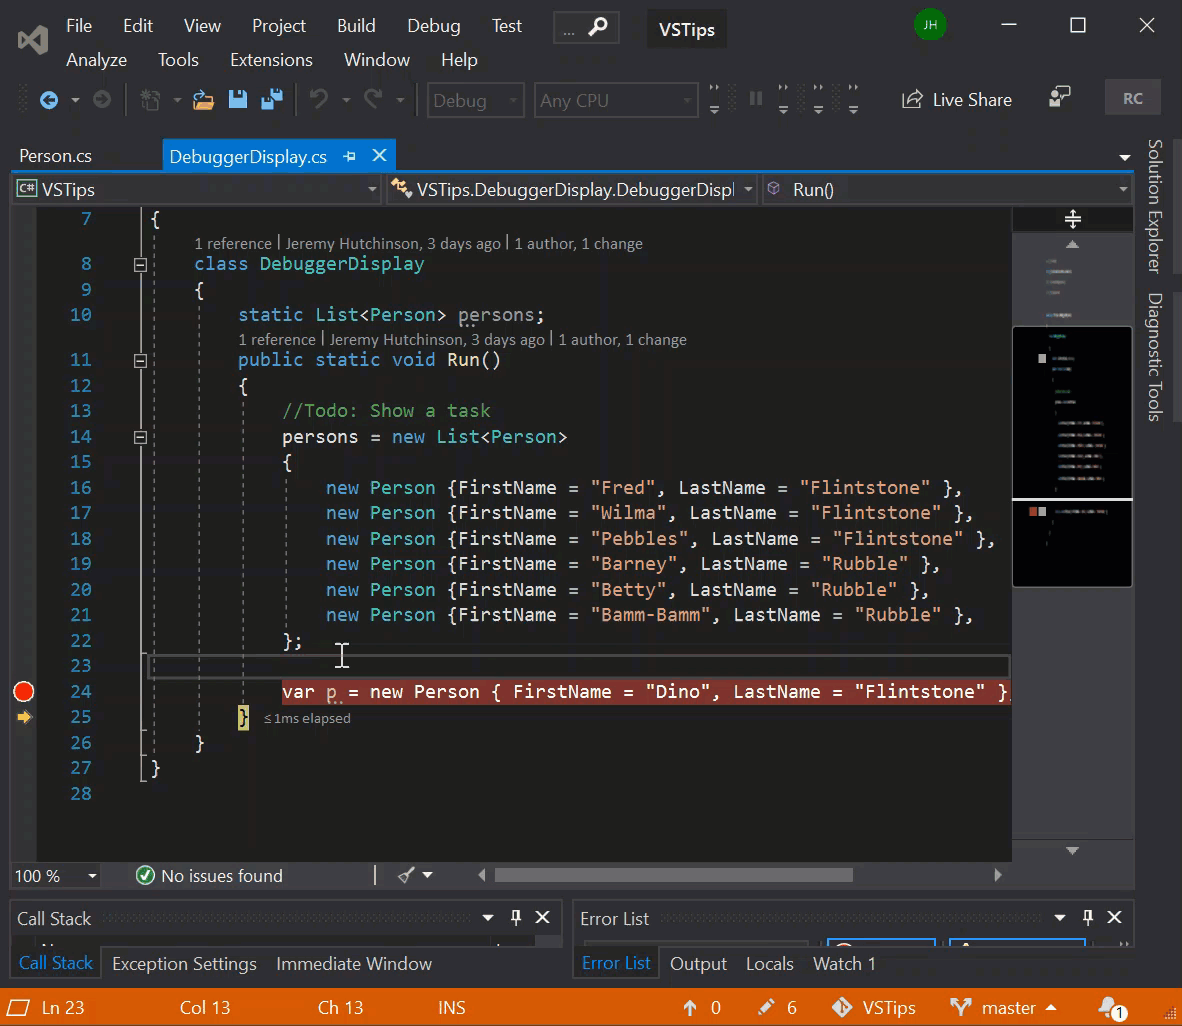 File Edit View Project Build Debug Test ... VSTips JH
Analyze Tools Extensions Window Help
Debug Any CPU Live Share RC
Person.cs DebuggerDisplay.cs
C# VSTips VSTips.DebuggerDisplay.DebuggerDispl Run()
Solution Explorer
Diagnostic Tools
7 {
1 reference | Jeremy Hutchinson, 3 days ago | 1 author, 1 change
8 class DebuggerDisplay
9 {
10 static List<Person> persons;
1 reference | Jeremy Hutchinson, 3 days ago | 1 author, 1 change
11 public static void Run()
12 {
13 //Todo: Show a task
14 persons = new List<Person>
15 {
16 new Person {FirstName = "Fred", LastName = "Flintstone" },
17 new Person {FirstName = "Wilma", LastName = "Flintstone" },
18 new Person {FirstName = "Pebbles", LastName = "Flintstone" },
19 new Person {FirstName = "Barney", LastName = "Rubble" },
20 new Person {FirstName = "Betty", LastName = "Rubble" },
21 new Person {FirstName = "Bamm-Bamm", LastName = "Rubble" },
22 };
23
24 var p = new Person { FirstName = "Dino", LastName = "Flintstone" }
25 } ≤1ms elapsed
26 }
27 }
28
100 % No issues found
Call Stack Error List
Call Stack Exception Settings Immediate Window Error List Output Locals Watch 1
Ln 23 Col 13 Ch 13 INS 0 6 VSTips master 1